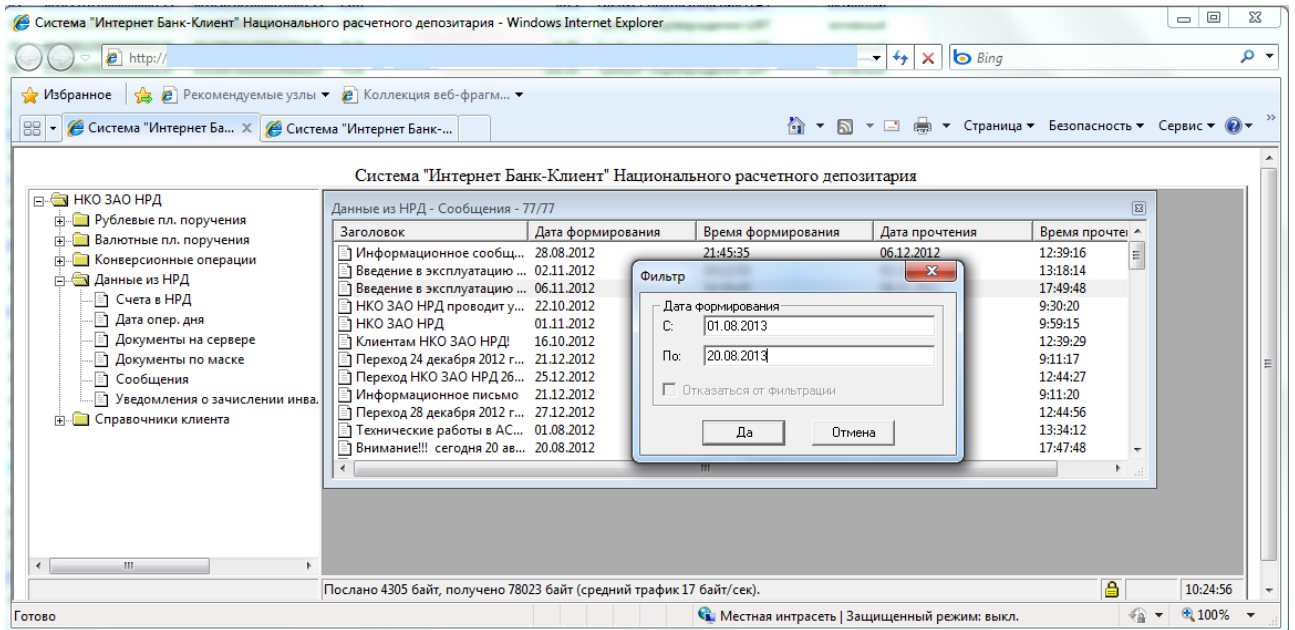 Система "Интернет Банк-Клиент" Национального расчетного депозитария - Windows Internet Explorer
http://
Bing
Избранное
Рекомендуемые узлы
Коллекция веб-фрагм...
Система "Интернет Ба...
Система "Интернет Банк-...
Страница
Безопасность
Сервис
Система "Интернет Банк-Клиент" Национального расчетного депозитария
НКО ЗАО НРД
Рублевые пл. поручения
Валютные пл. поручения
Конверсионные операции
Данные из НРД
Счета в НРД
Дата опер. дня
Документы на сервере
Документы по маске
Сообщения
Уведомления о зачислении инва.
Справочники клиента
Данные из НРД - Сообщения - 77/77
Заголовок Дата формирования Время формирования Дата прочтения Время прочтен
Информационное сообщ... 28.08.2012 21:45:35 06.12.2012 12:39:16
Введение в эксплуатацию ... 02.11.2012 13:18:14
Введение в эксплуатацию ... 06.11.2012 17:49:48
НКО ЗАО НРД проводит у... 22.10.2012 9:30:20
НКО ЗАО НРД 01.11.2012 9:59:15
Клиентам НКО ЗАО НРД! 16.10.2012 12:39:29
Переход 24 декабря 2012 г... 21.12.2012 9:11:17
Переход НКО ЗАО НРД 26... 25.12.2012 12:44:27
Информационное письмо 21.12.2012 9:11:20
Переход 28 декабря 2012 г... 27.12.2012 12:44:56
Технические работы в АС... 01.08.2012 13:34:12
Внимание!!! сегодня 20 ав... 20.08.2012 17:47:48
Фильтр
Дата формирования
С: 01.08.2013
По: 20.08.2013
Отказаться от фильтрации
Да Отмена
Послано 4305 байт, получено 78023 байт (средний трафик 17 байт/сек).
10:24:56
Готово
Местная интрасеть | Защищенный режим: выкл.
100%